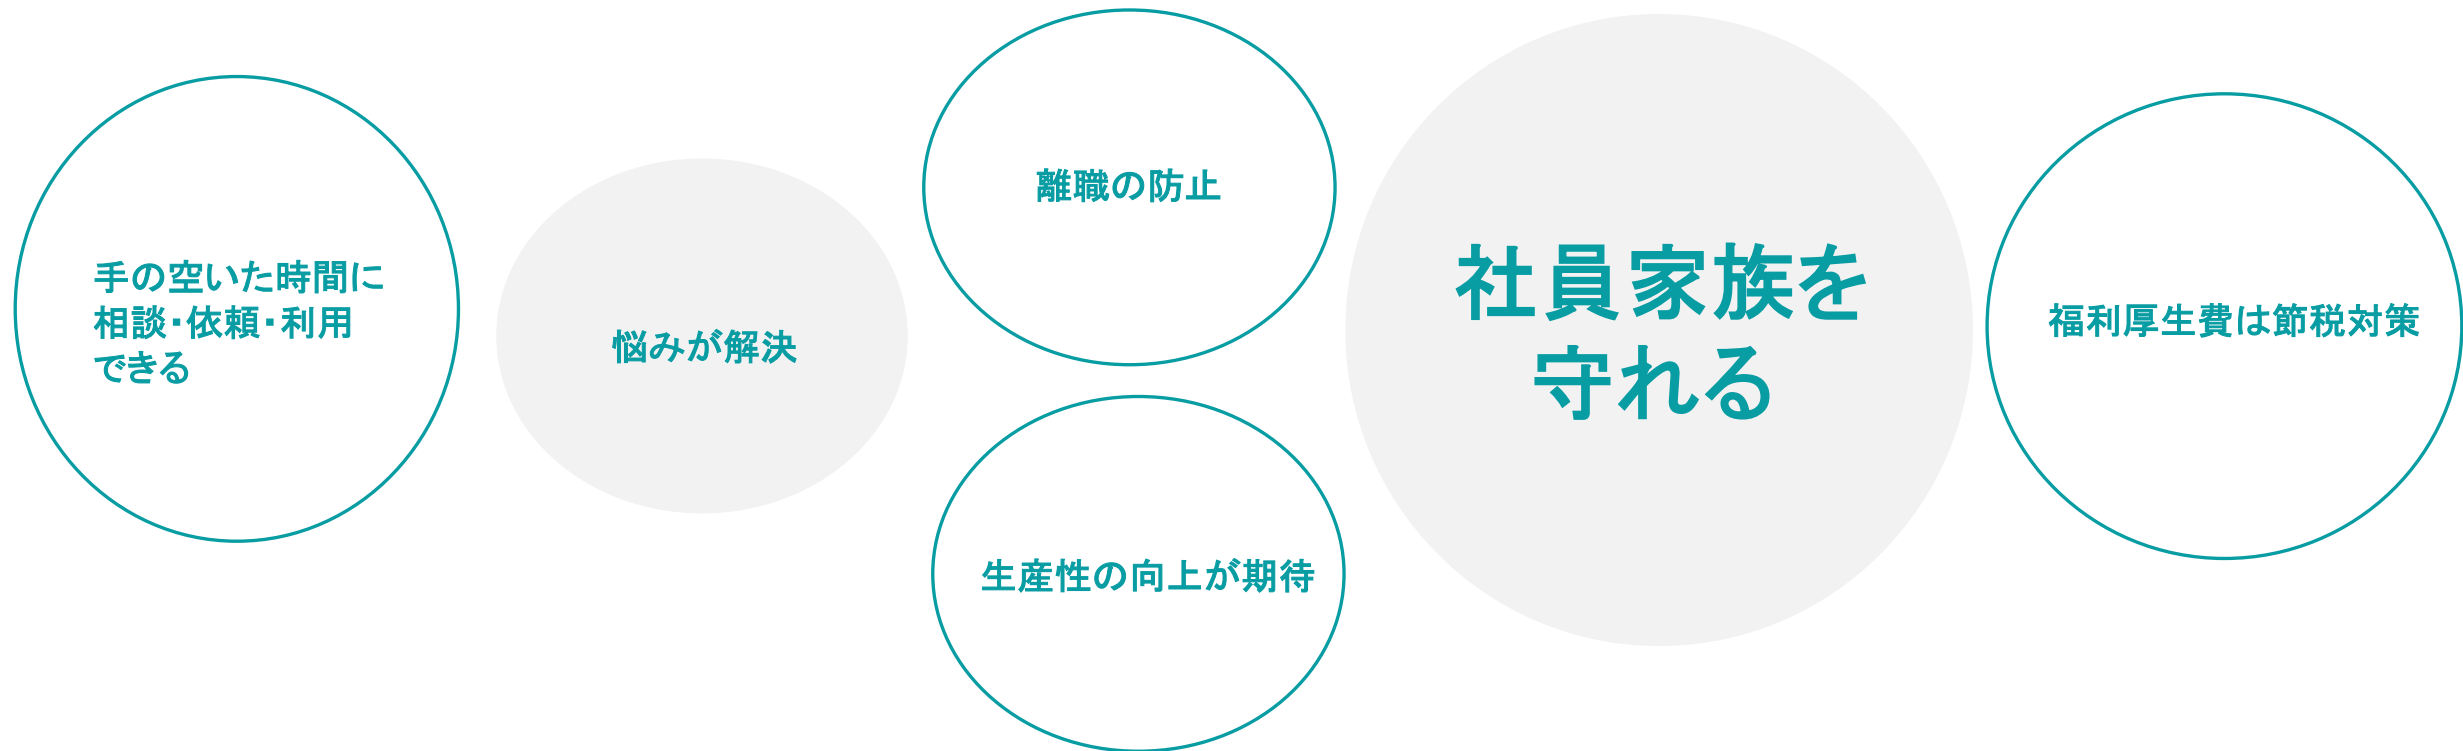 手の空いた時間に
相談・依頼・利用
できる
悩みが解決
離職の防止
生産性の向上が期待
社員家族を
守れる
福利厚生費は節税対策